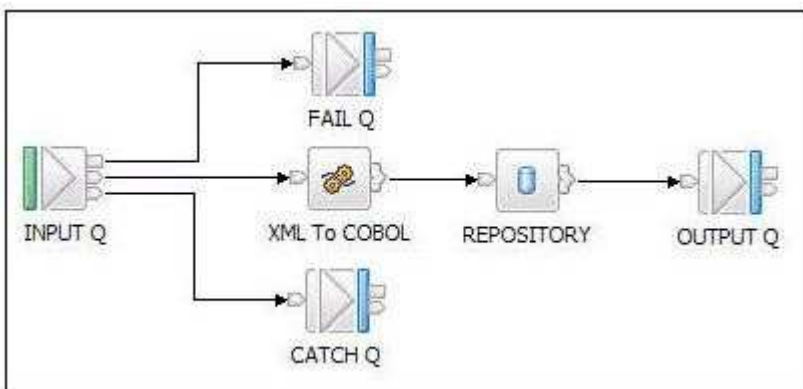 FAIL Q
INPUT Q
XML To COBOL
REPOSITORY
OUTPUT Q
CATCH Q